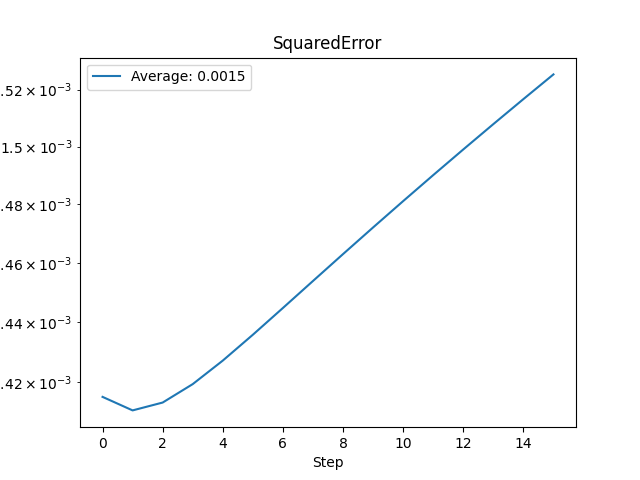 SquaredError
Average: 0.0015
.52 × 10⁻³
1.5 × 10⁻³
.48 × 10⁻³
.46 × 10⁻³
.44 × 10⁻³
.42 × 10⁻³
0 2 4 6 8 10 12 14
Step